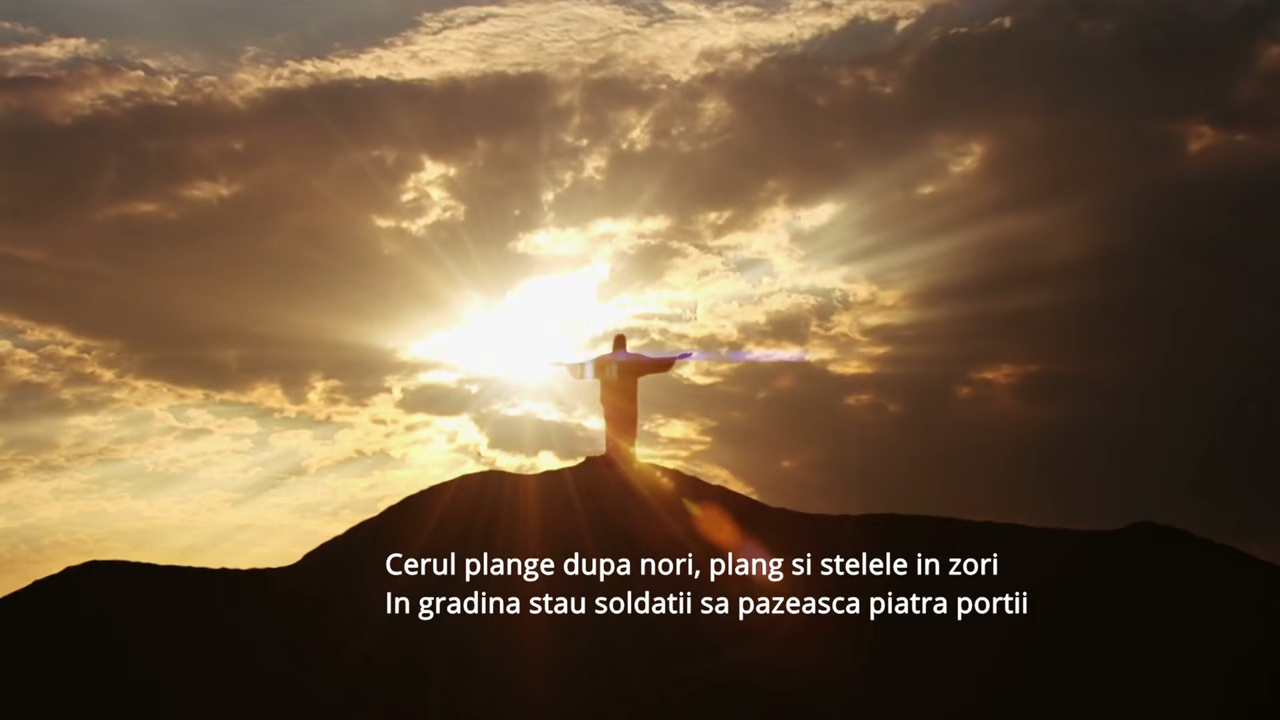 Cerul plange dupa nori, plang si stelele in zori
In gradina stau soldatii sa pazeasca piatra portii